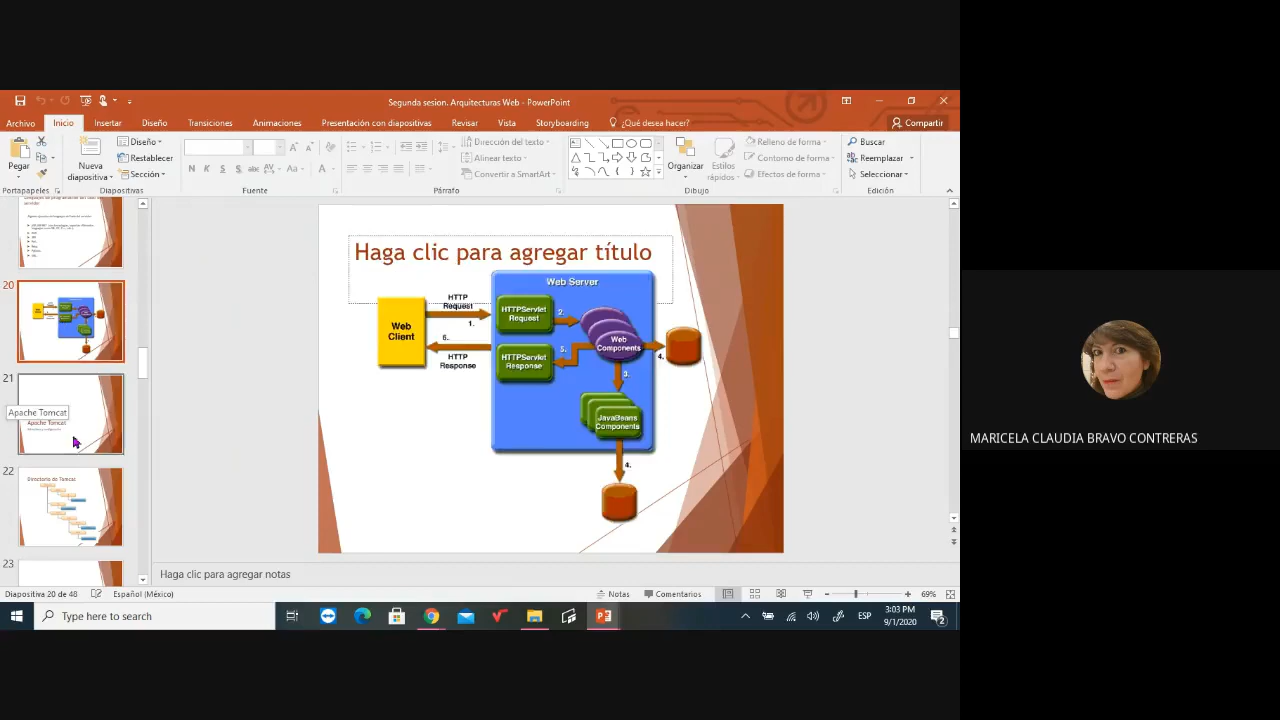 Segunda sesion. Arquitecturas Web - PowerPoint
Archivo
Inicio
Insertar
Diseño
Transiciones
Animaciones
Presentación con diapositivas
Revisar
Vista
Storyboarding
¿Qué desea hacer?
Compartir
Pegar
Nueva
diapositiva
Diseño
Restablecer
Sección
N K S S abc AV Aa A
Dirección del texto
Alinear texto
Convertir a SmartArt
Organizar
Estilos
rápidos
Relleno de forma
Contorno de forma
Efectos de forma
Buscar
Reemplazar
Seleccionar
Portapapeles
Diapositivas
Fuente
Párrafo
Dibujo
Edición
20
21
Apache Tomcat
Apache Tomcat
22
Directorio de Tomcat
23
Haga clic para agregar título
Web Server
Web
Client
HTTP
Request
1.
6.
HTTP
Response
HTTPServlet
Request
2.
HTTPServlet
Response
5.
Web
Components
4.
3.
JavaBeans
Components
4.
Haga clic para agregar notas
Diapositiva 20 de 48
Español (México)
Notas
Comentarios
69%
Type here to search
ESP
3:03 PM
9/1/2020
2
MARICELA CLAUDIA BRAVO CONTRERAS